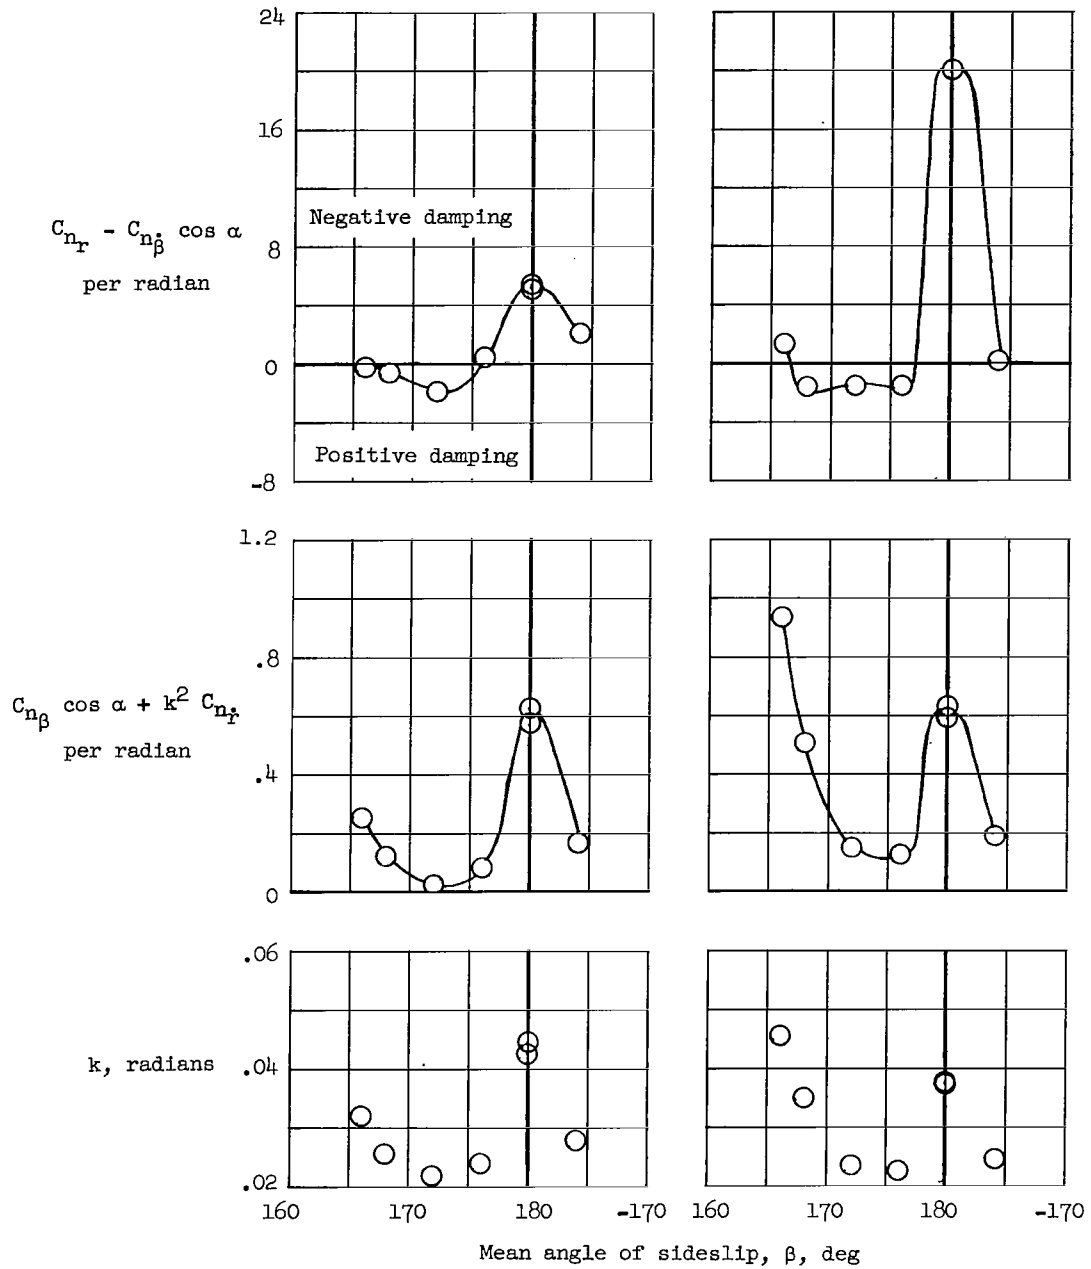 24
16
Negative damping
C_{n_r} - C_{n_β̇} cos α
per radian
8
0
Positive damping
-8
1.2
.8
C_{n_β} cos α + k² C_{n_ṙ}
per radian
.4
0
.06
k, radians
.04
.02
160 170 180 -170 160 170 180 -170
Mean angle of sideslip, β, deg